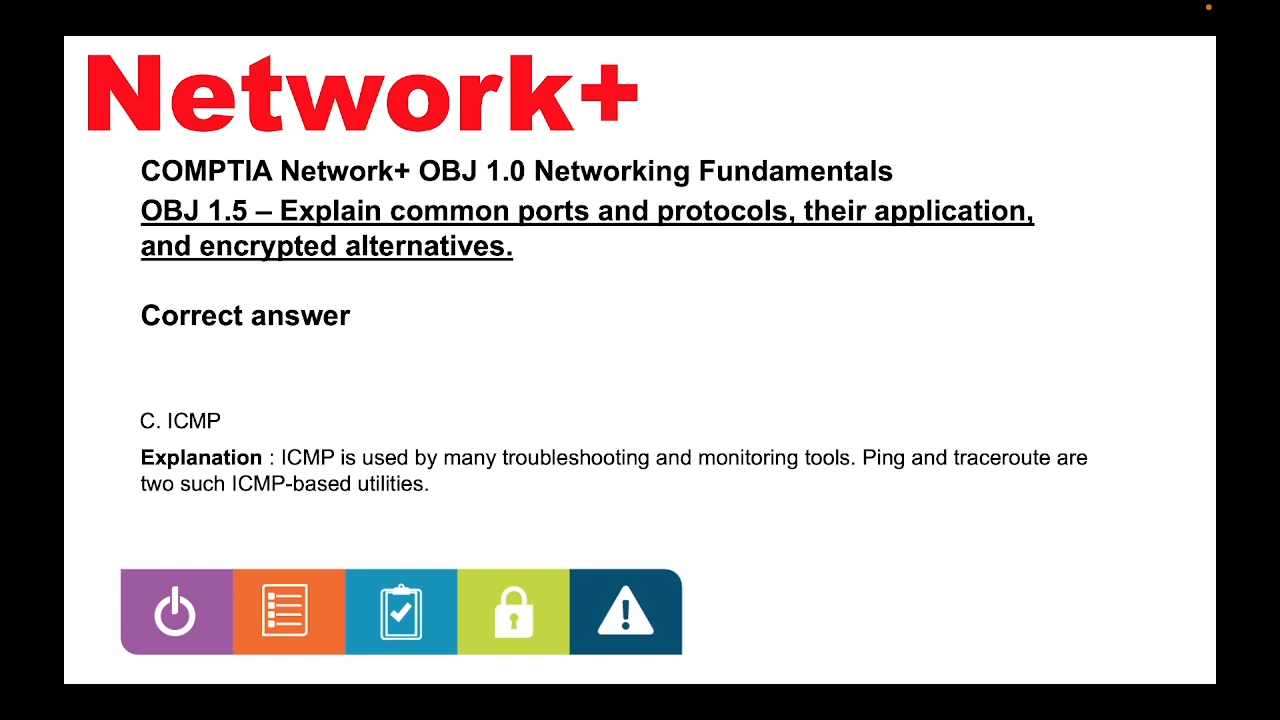 Network+
COMPTIA Network+ OBJ 1.0 Networking Fundamentals
OBJ 1.5 – Explain common ports and protocols, their application,
and encrypted alternatives.
Correct answer
C. ICMP
Explanation : ICMP is used by many troubleshooting and monitoring tools. Ping and traceroute are
two such ICMP-based utilities.